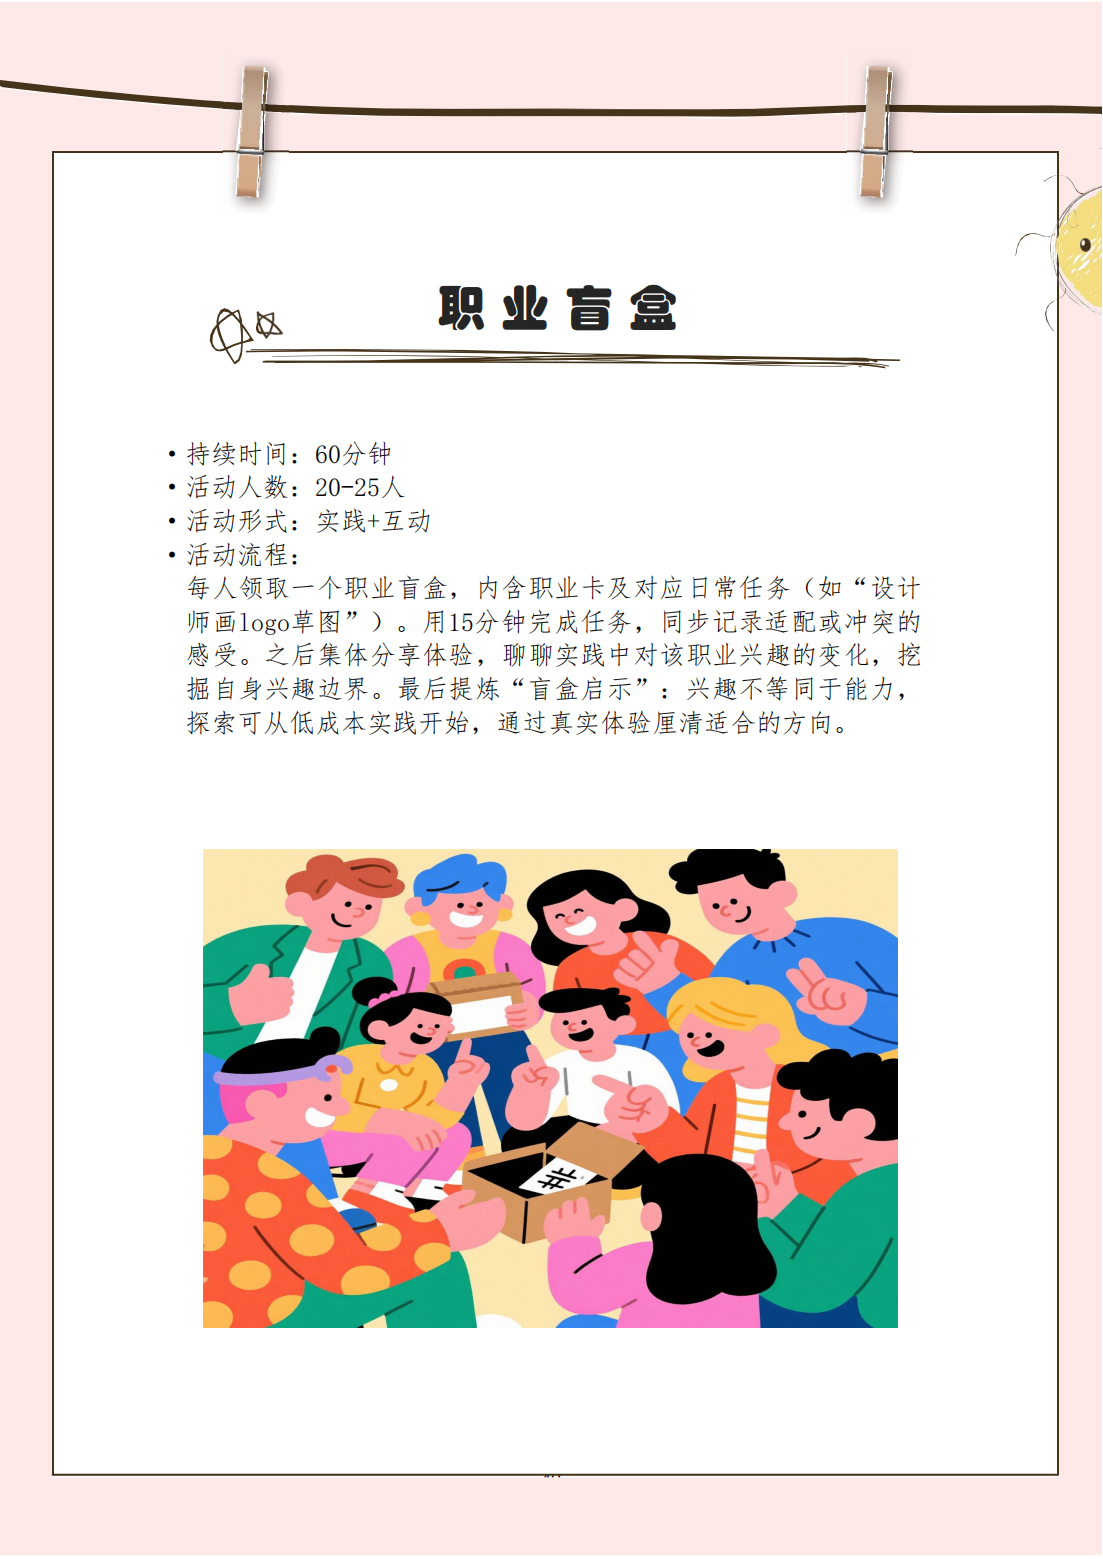 职业盲盒
• 持续时间：60分钟
• 活动人数：20-25人
• 活动形式：实践+互动
• 活动流程：
每人领取一个职业盲盒，内含职业卡及对应日常任务（如“设计
师画logo草图”）。用15分钟完成任务，同步记录适配或冲突的
感受。之后集体分享体验，聊聊实践中对该职业兴趣的变化，挖
掘自身兴趣边界。最后提炼“盲盒启示”：兴趣不等同于能力，
探索可从低成本实践开始，通过真实体验厘清适合的方向。